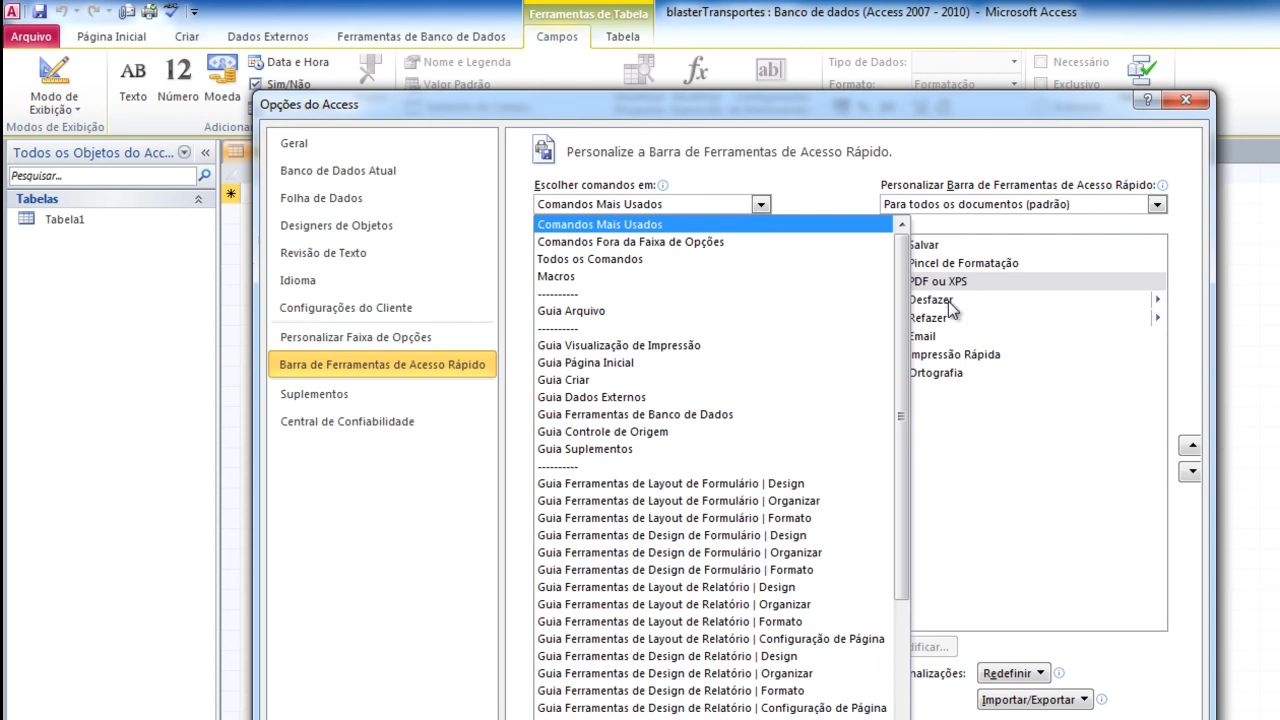 Ferramentas de Tabela
blasterTransportes : Banco de dados (Access 2007 - 2010) - Microsoft Access
Arquivo
Página Inicial
Criar
Dados Externos
Ferramentas de Banco de Dados
Campos
Tabela
Modo de
Exibição
Modos de Exibição
AB
Texto
12
Número
Moeda
Data e Hora
Sim/Não
Adicionar
Nome e Legenda
Valor Padrão
fx
ab
Tipo de Dados:
Formato:
Formatação
Necessário
Exclusivo
Opções do Access
Todos os Objetos do Acc...
Pesquisar...
Tabelas
Tabela1
Geral
Banco de Dados Atual
Folha de Dados
Designers de Objetos
Revisão de Texto
Idioma
Configurações do Cliente
Personalizar Faixa de Opções
Barra de Ferramentas de Acesso Rápido
Suplementos
Central de Confiabilidade
Personalize a Barra de Ferramentas de Acesso Rápido.
Escolher comandos em:
Comandos Mais Usados
Comandos Mais Usados
Comandos Fora da Faixa de Opções
Todos os Comandos
Macros
----------
Guia Arquivo
----------
Guia Visualização de Impressão
Guia Página Inicial
Guia Criar
Guia Dados Externos
Guia Ferramentas de Banco de Dados
Guia Controle de Origem
Guia Suplementos
----------
Guia Ferramentas de Layout de Formulário | Design
Guia Ferramentas de Layout de Formulário | Organizar
Guia Ferramentas de Layout de Formulário | Formato
Guia Ferramentas de Design de Formulário | Design
Guia Ferramentas de Design de Formulário | Organizar
Guia Ferramentas de Design de Formulário | Formato
Guia Ferramentas de Layout de Relatório | Design
Guia Ferramentas de Layout de Relatório | Organizar
Guia Ferramentas de Layout de Relatório | Formato
Guia Ferramentas de Layout de Relatório | Configuração de Página
Guia Ferramentas de Design de Relatório | Design
Guia Ferramentas de Design de Relatório | Organizar
Guia Ferramentas de Design de Relatório | Formato
Guia Ferramentas de Design de Relatório | Configuração de Página
Personalizar Barra de Ferramentas de Acesso Rápido:
Para todos os documentos (padrão)
Salvar
Pincel de Formatação
PDF ou XPS
Desfazer
Refazer
Email
mpressão Rápida
Ortografia
dificar...
nalizações:
Redefinir
Importar/Exportar